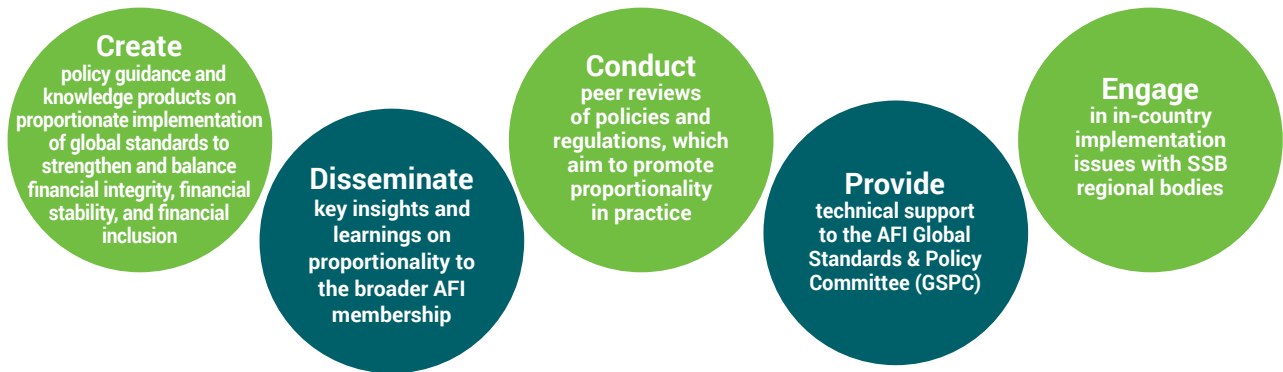 Create
policy guidance and
knowledge products on
proportionate implementation
of global standards to
strengthen and balance
financial integrity, financial
stability, and financial
inclusion
Disseminate
key insights and
learnings on
proportionality to
the broader AFI
membership
Conduct
peer reviews
of policies and
regulations, which
aim to promote
proportionality
in practice
Provide
technical support
to the AFI Global
Standards & Policy
Committee (GSPC)
Engage
in in-country
implementation
issues with SSB
regional bodies